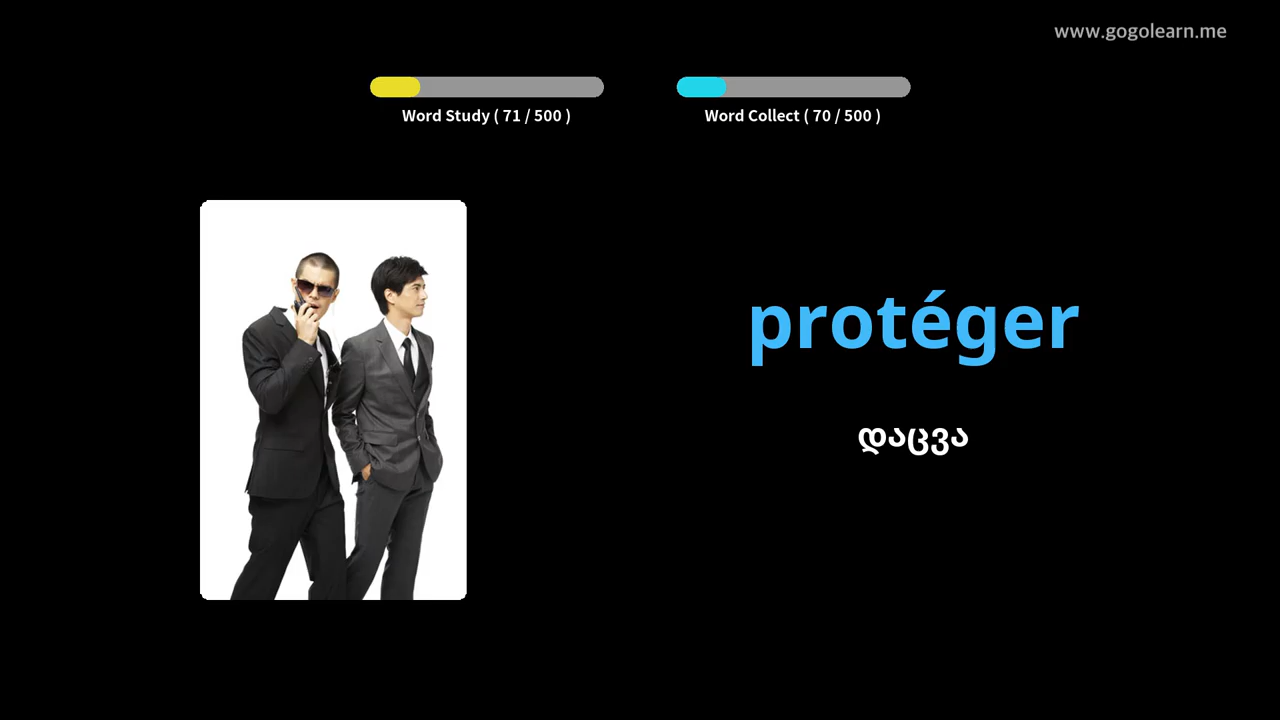 www.gogolearn.me
Word Study ( 71 / 500 )
Word Collect ( 70 / 500 )
protéger
დაცვა